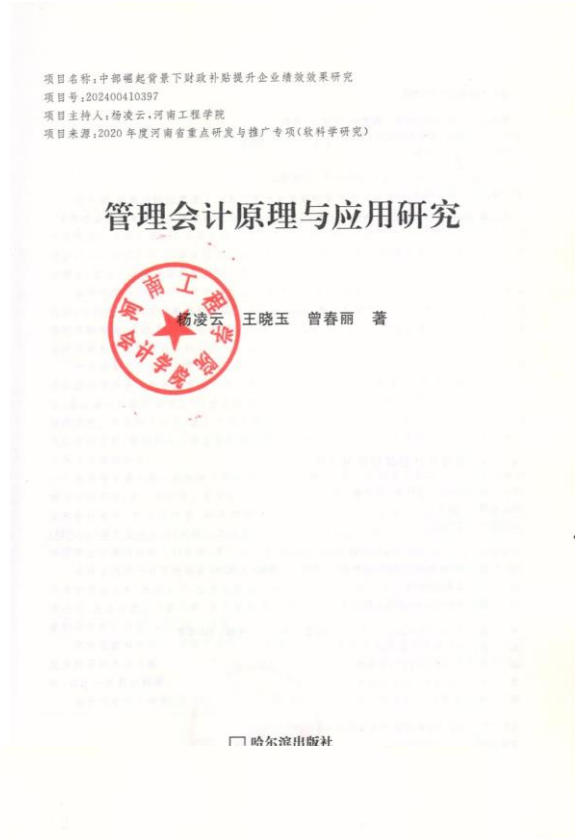 项目名称:中部崛起背景下财政补贴提升企业绩效效果研究
项目号:202400410397
项目主持人:杨凌云,河南工程学院
项目来源:2020年度河南省重点研发与推广专项(软科学研究)
管理会计原理与应用研究
河南工程学院
会计学院
杨凌云 王晓玉 曾春丽 著
哈尔滨出版社